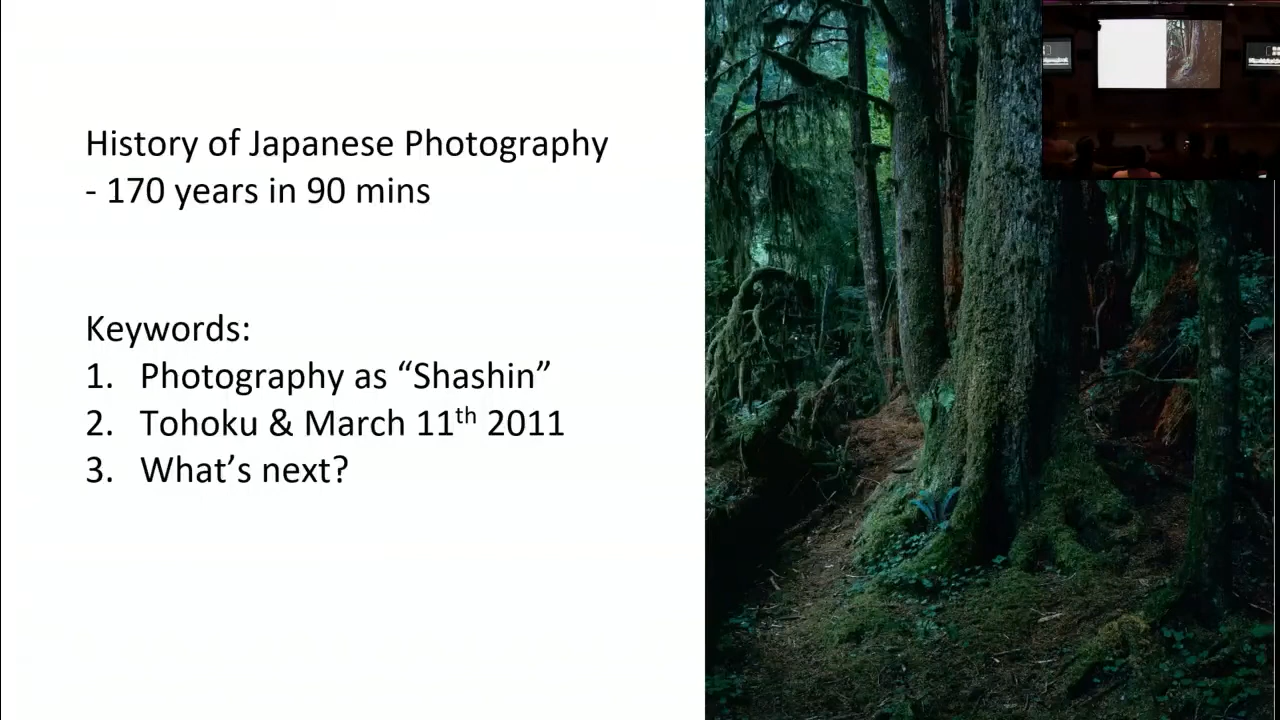 History of Japanese Photography
- 170 years in 90 mins
Keywords:
1. Photography as “Shashin”
2. Tohoku & March 11th 2011
3. What’s next?